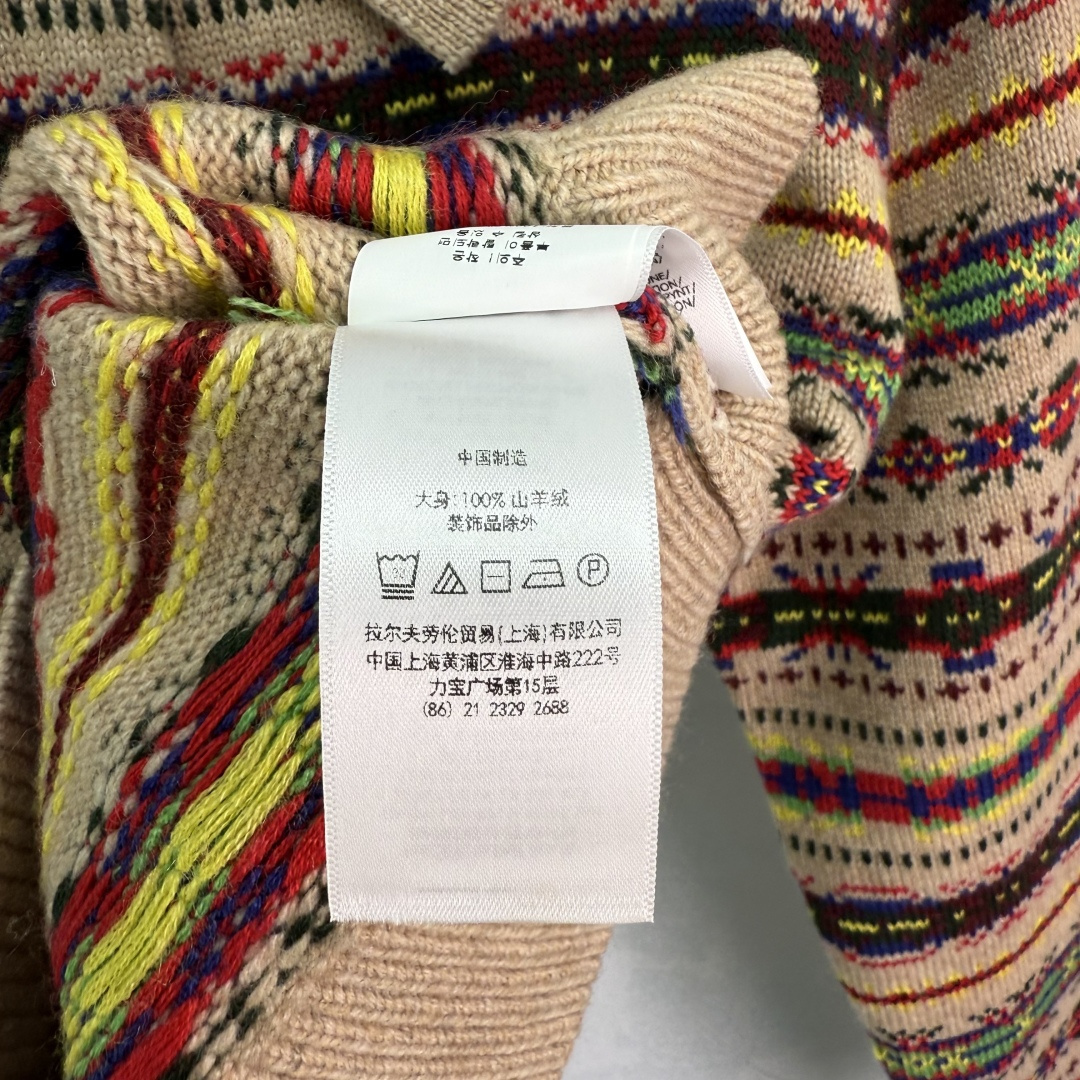 中国制造
大身:100% 山羊绒
装饰品除外
P
拉尔夫劳伦贸易(上海)有限公司
中国上海黄浦区淮海中路222号
力宝广场第15层
(86) 21 2329 2688